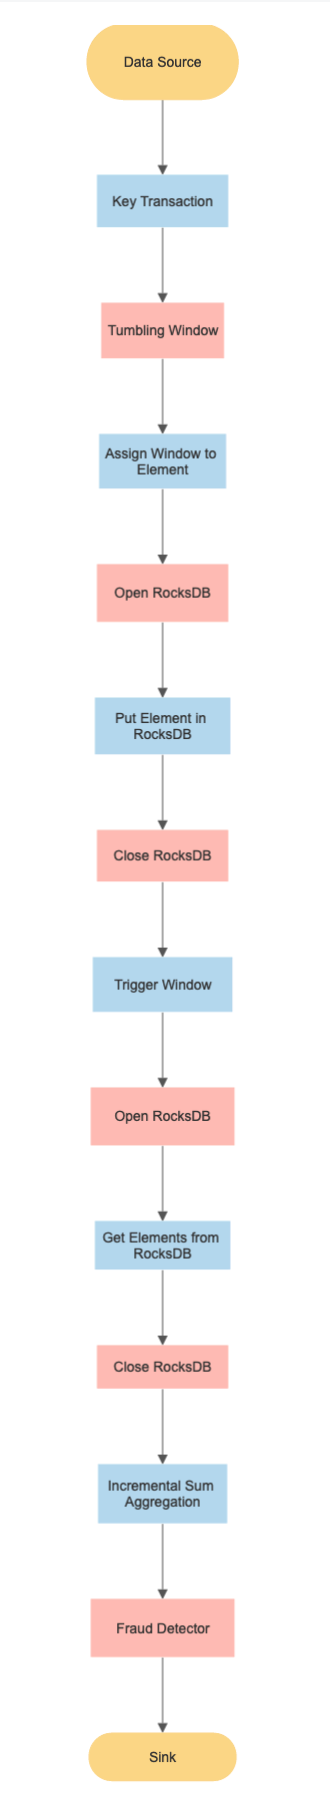 Data Source
Key Transaction
Tumbling Window
Assign Window to
Element
Open RocksDB
Put Element in
RocksDB
Close RocksDB
Trigger Window
Open RocksDB
Get Elements from
RocksDB
Close RocksDB
Incremental Sum
Aggregation
Fraud Detector
Sink